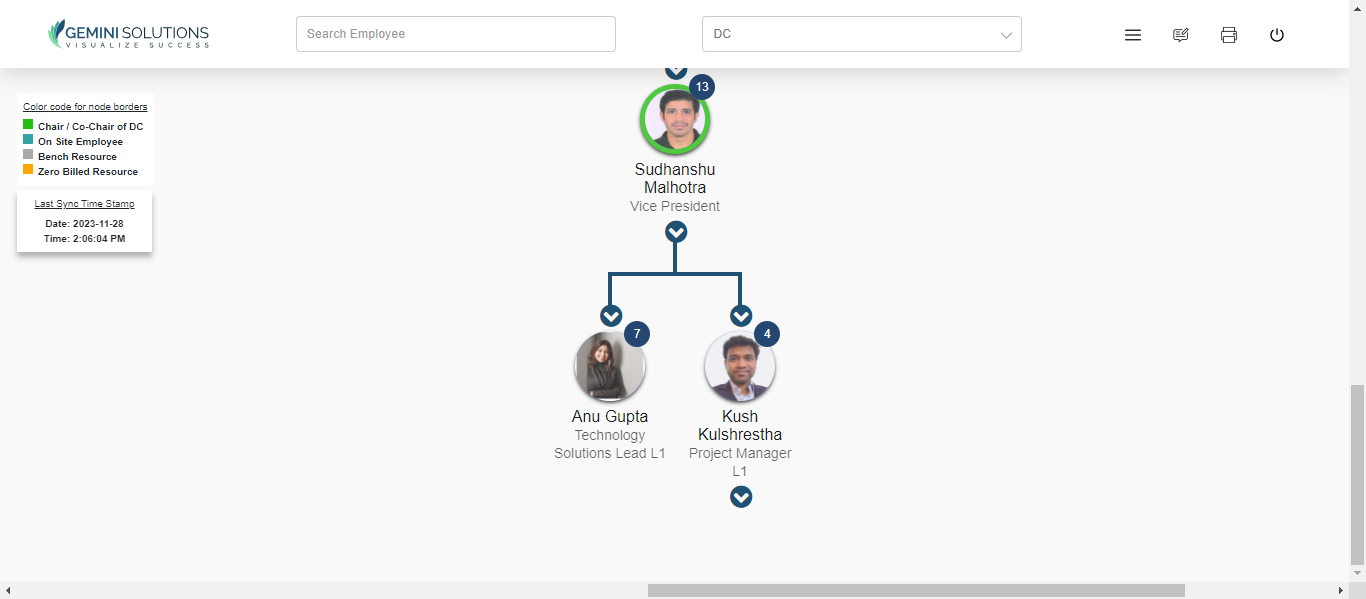 GEMINI SOLUTIONS
VISUALIZE SUCCESS
Search Employee
DC
Color code for node borders
Chair / Co-Chair of DC
On Site Employee
Bench Resource
Zero Billed Resource
Last Sync Time Stamp
Date: 2023-11-28
Time: 2:06:04 PM
13
Sudhanshu
Malhotra
Vice President
7
Anu Gupta
Technology
Solutions Lead L1
4
Kush
Kulshrestha
Project Manager
L1